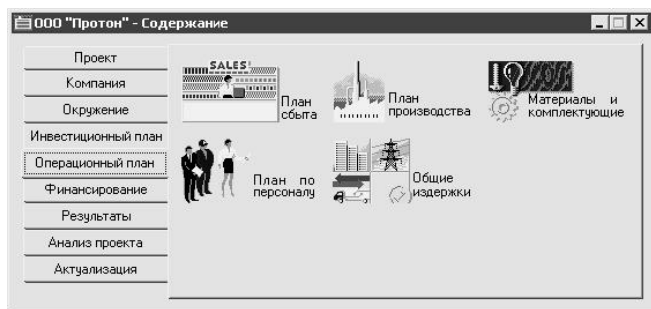 ООО "Протон" - Содержание
Проект
Компания
Окружение
Инвестиционный план
Операционный план
Финансирование
Результаты
Анализ проекта
Актуализация
SALES!
План
сбыта
План
производства
Материалы и
комплектующие
План по
персоналу
Общие
издержки